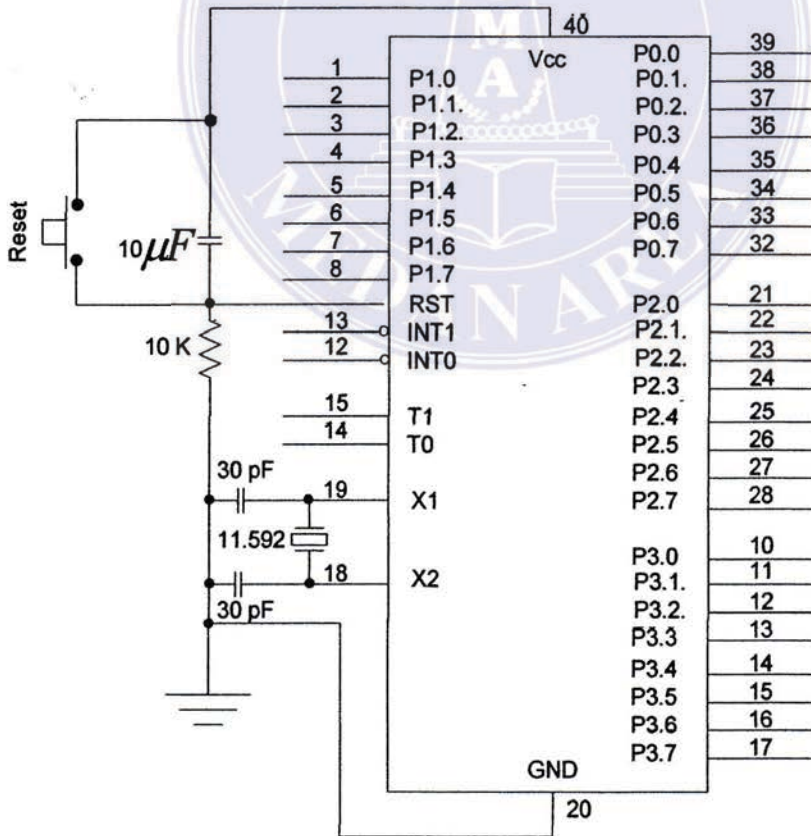 40
Vcc
1 P1.0
2 P1.1.
3 P1.2.
4 P1.3
5 P1.4
6 P1.5
7 P1.6
8 P1.7
RST
13 INT1
12 INT0
15 T1
14 T0
19 X1
18 X2
P0.0 39
P0.1. 38
P0.2. 37
P0.3 36
P0.4 35
P0.5 34
P0.6 33
P0.7 32
P2.0 21
P2.1. 22
P2.2. 23
P2.3 24
P2.4 25
P2.5 26
P2.6 27
P2.7 28
P3.0 10
P3.1. 11
P3.2. 12
P3.3 13
P3.4 14
P3.5 15
P3.6 16
P3.7 17
GND
20
Reset
10 μF
10 K
30 pF
11.592
30 pF
M
A
MEDAN AREA